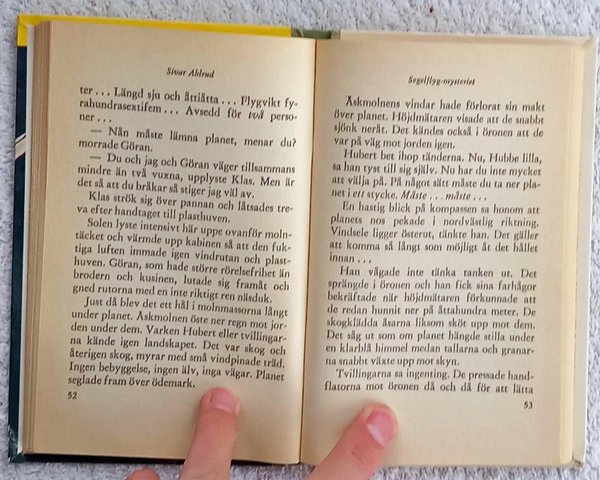 Sivar Ahlrud
ter . . . Längd sju och åttiåtta . . . Flygvikt fy-
rahundrasextifem . . . Avsedd för två perso-
ner . . .
— Nån måste lämna planet, menar du?
morrade Göran.
— Du och jag och Göran väger tillsammans
mindre än två vuxna, upplyste Klas. Men är
det så att du bråkar så stiger jag väl av.
Klas strök sig över pannan och låtsades tre-
va efter handtaget till plasthuven.
Solen lyste intensivt här uppe ovanför moln-
täcket och värmde upp kabinen så att den fuk-
tiga luften immade igen vindrutan och plast-
huven. Göran, som hade större rörelsefrihet än
brodern och kusinen, lutade sig framåt och
gned rutorna med en inte riktigt ren näsduk.
Just då blev det ett hål i molnmassorna långt
under planet. Åskmolnen öste ner regn mot jor-
den under dem. Varken Hubert eller tvillingar-
na kände igen landskapet. Det var skog och
återigen skog, myrar med små vindpinade träd.
Ingen bebyggelse, ingen älv, inga vägar. Planet
seglade fram över ödemark.
52
Segelflyg-mysteriet
Åskmolnens vindar hade förlorat sin makt
över planet. Höjdmätaren visade att de snabbt
sjönk neråt. Det kändes också i öronen att de
var på väg mot jorden igen.
Hubert bet ihop tänderna. Nu, Hubbe lilla,
sa han tyst till sig själv. Nu har du inte mycket
att välja på. På något sätt måste du ta ner pla-
net i ett stycke. Måste . . . måste . . .
En hastig blick på kompassen sa honom att
planets nos pekade i nordvästlig riktning.
Vindsele ligger österut, tänkte han. Det gäller
att komma så långt som möjligt åt det hållet
innan . . .
Han vågade inte tänka tanken ut. Det
sprängde i öronen och han fick sina farhågor
bekräftade när höjdmätaren förkunnade att
de redan hunnit ner på åttahundra meter. De
skogklädda åsarna liksom sköt upp mot dem.
Det såg ut som om planet hängde stilla under
en klarblå himmel medan tallarna och granar-
na snabbt växte upp mot skyn.
Tvillingarna sa ingenting. De pressade hand-
flatorna mot öronen då och då för att lätta
53